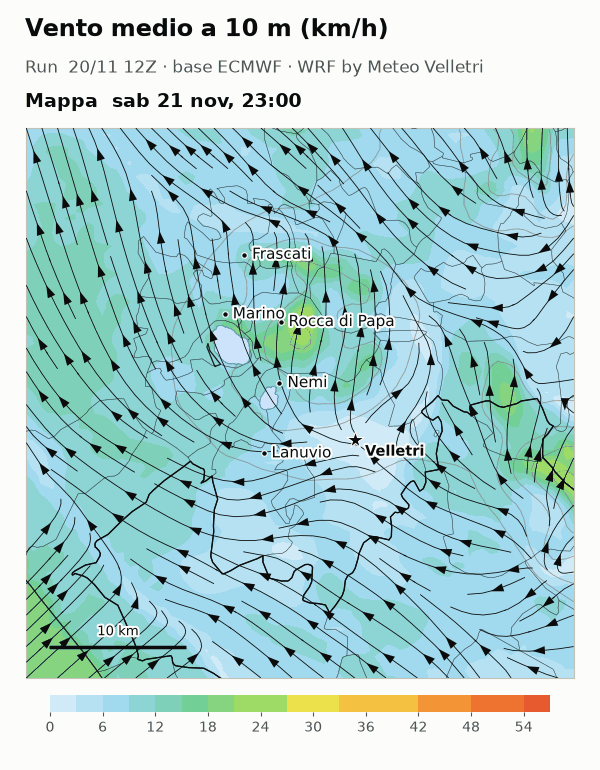 Vento medio a 10 m (km/h)
Run  20/11 12Z · base ECMWF · WRF by Meteo Velletri
Mappa  sab 21 nov, 23:00
Frascati
Marino
Rocca di Papa
Nemi
Velletri
Lanuvio
10 km
0 6 12 18 24 30 36 42 48 54